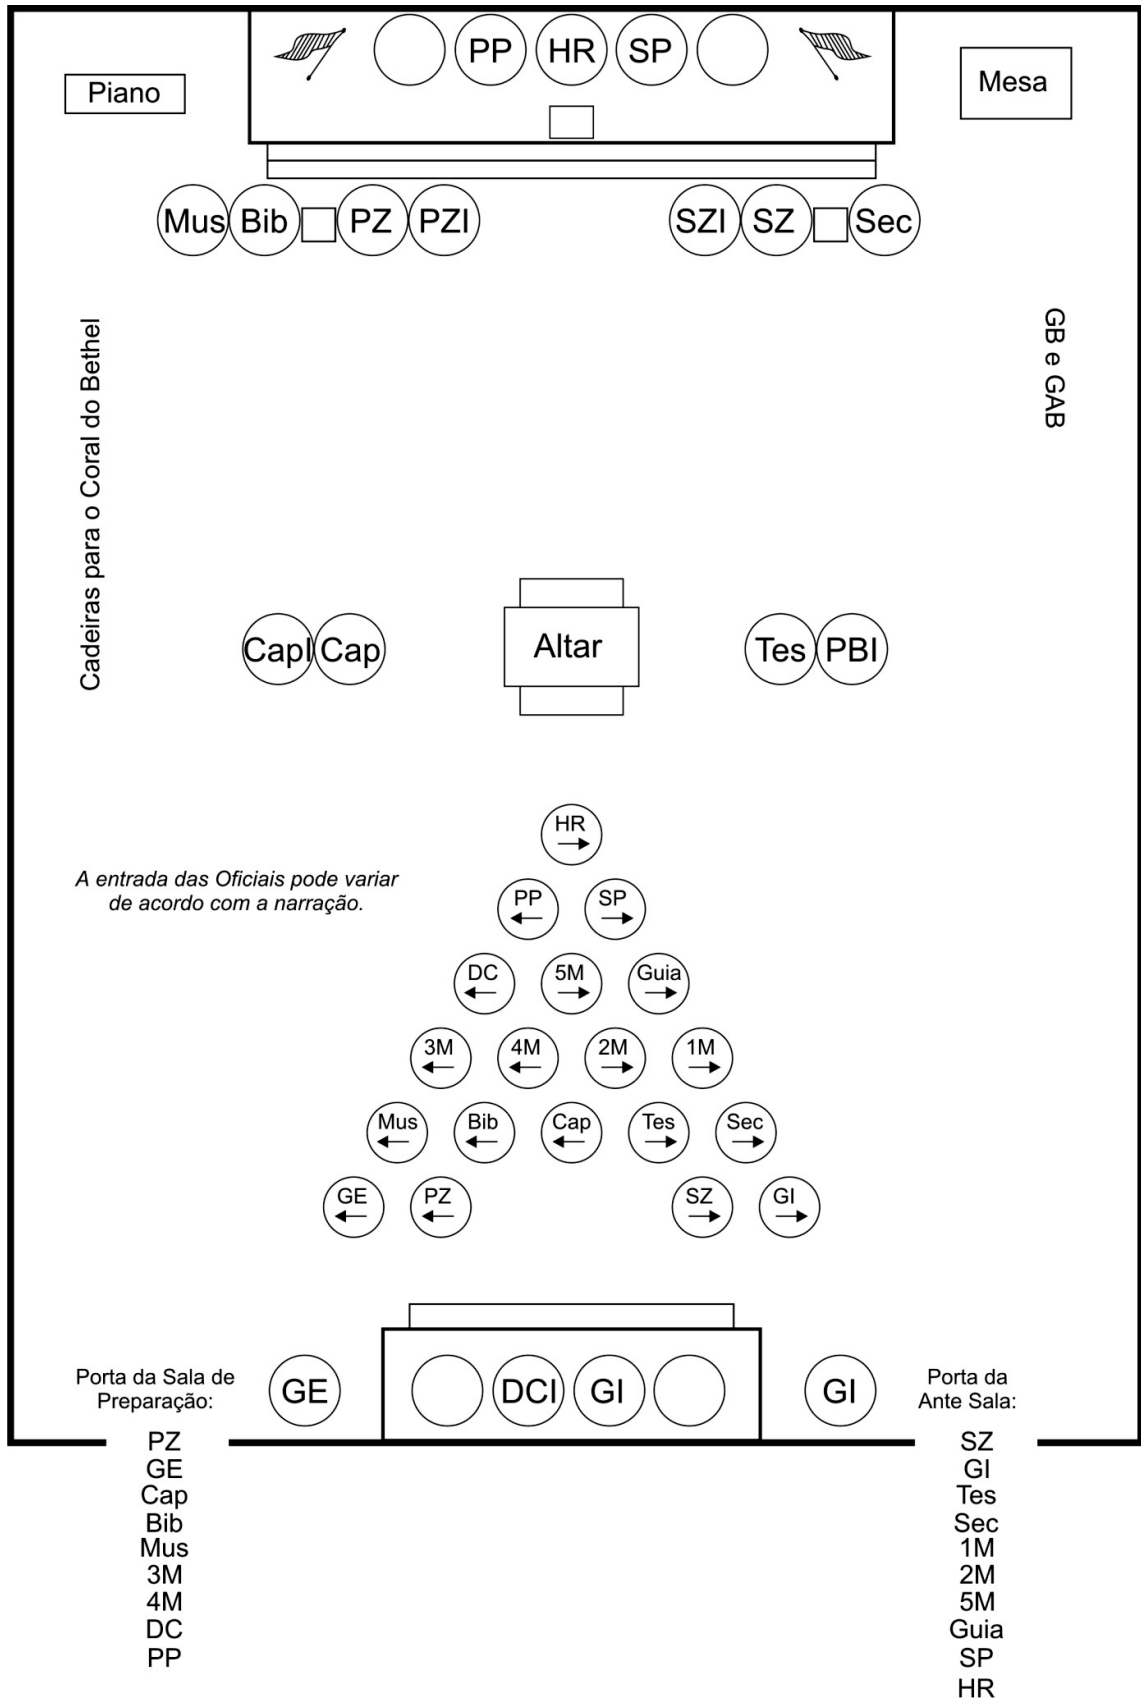 PP HR SP
Piano
Mesa
Mus Bib PZ PZI SZI SZ Sec
Cadeiras para o Coral do Bethel
GB e GAB
CapI Cap Altar Tes PBI
HR
PP SP
A entrada das Oficiais pode variar
de acordo com a narração.
DC 5M Guia
3M 4M 2M 1M
Mus Bib Cap Tes Sec
GE PZ SZ GI
Porta da Sala de
Preparação:
GE DCI GI GI
Porta da
Ante Sala:
PZ
GE
Cap
Bib
Mus
3M
4M
DC
PP
SZ
GI
Tes
Sec
1M
2M
5M
Guia
SP
HR